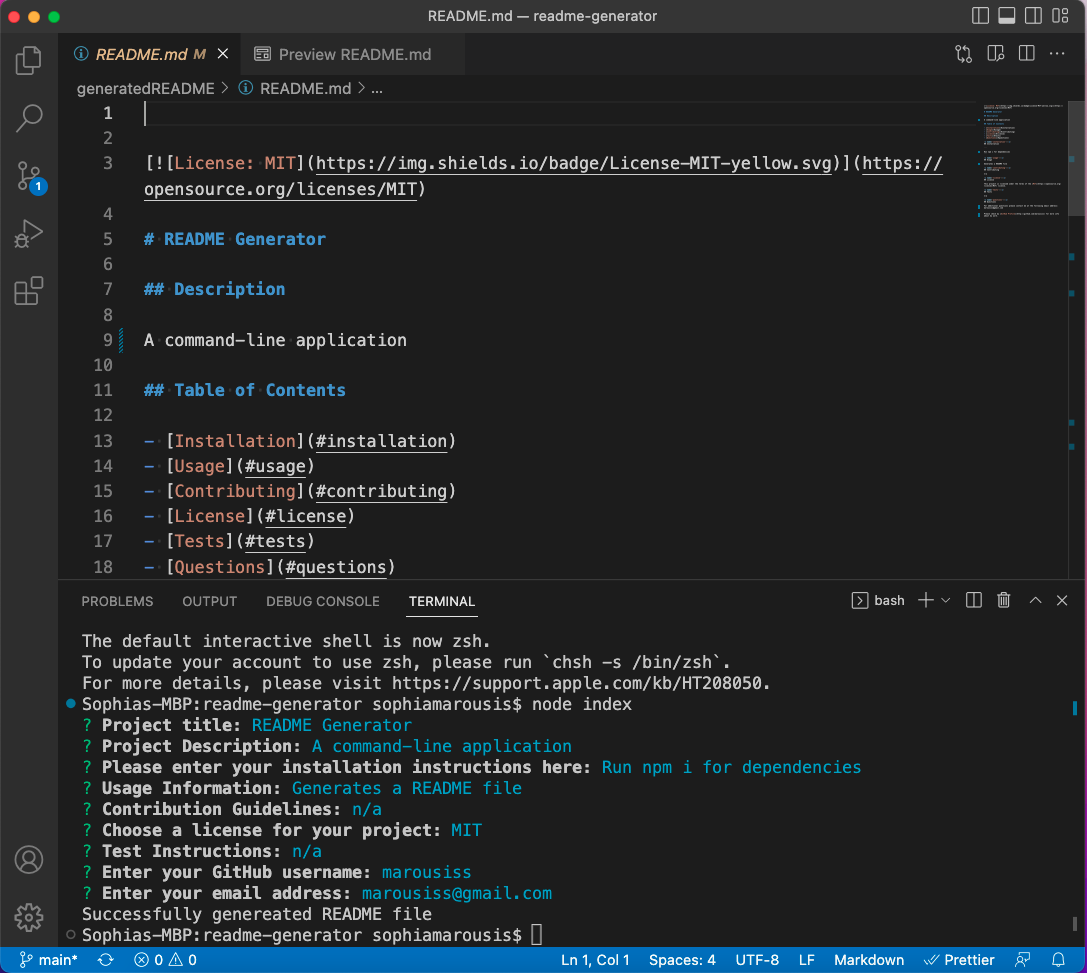 README.md — readme-generator
README.md M
Preview README.md
generatedREADME > README.md > ...
1
2
3 [![License: MIT](https://img.shields.io/badge/License-MIT-yellow.svg)](https://
opensource.org/licenses/MIT)
4
5 # README Generator
6
7 ## Description
8
9 A command-line application
10
11 ## Table of Contents
12
13 - [Installation](#installation)
14 - [Usage](#usage)
15 - [Contributing](#contributing)
16 - [License](#license)
17 - [Tests](#tests)
18 - [Questions](#questions)
1
PROBLEMS OUTPUT DEBUG CONSOLE TERMINAL bash
The default interactive shell is now zsh.
To update your account to use zsh, please run `chsh -s /bin/zsh`.
For more details, please visit https://support.apple.com/kb/HT208050.
Sophias-MBP:readme-generator sophiamarousis$ node index
? Project title: README Generator
? Project Description: A command-line application
? Please enter your installation instructions here: Run npm i for dependencies
? Usage Information: Generates a README file
? Contribution Guidelines: n/a
? Choose a license for your project: MIT
? Test Instructions: n/a
? Enter your GitHub username: marousiss
? Enter your email address: marousiss@gmail.com
Successfully genereated README file
Sophias-MBP:readme-generator sophiamarousis$
main* 0 0 Ln 1, Col 1 Spaces: 4 UTF-8 LF Markdown Prettier